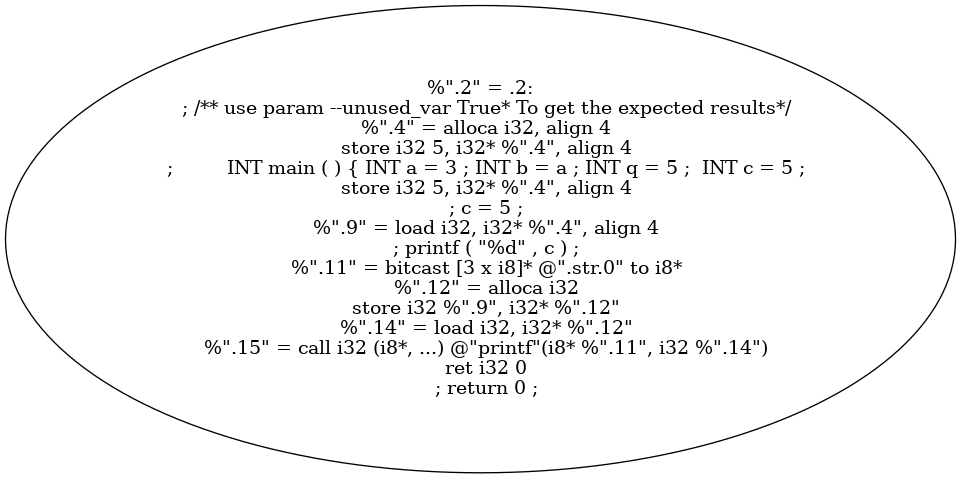 %".2" = .2:
; /** use param --unused_var True* To get the expected results*/
%".4" = alloca i32, align 4
store i32 5, i32* %".4", align 4
;         INT main ( ) { INT a = 3 ; INT b = a ; INT q = 5 ;  INT c = 5 ;
store i32 5, i32* %".4", align 4
; c = 5 ;
%".9" = load i32, i32* %".4", align 4
; printf ( "%d" , c ) ;
%".11" = bitcast [3 x i8]* @".str.0" to i8*
%".12" = alloca i32
store i32 %".9", i32* %".12"
%".14" = load i32, i32* %".12"
%".15" = call i32 (i8*, ...) @"printf"(i8* %".11", i32 %".14")
ret i32 0
; return 0 ;